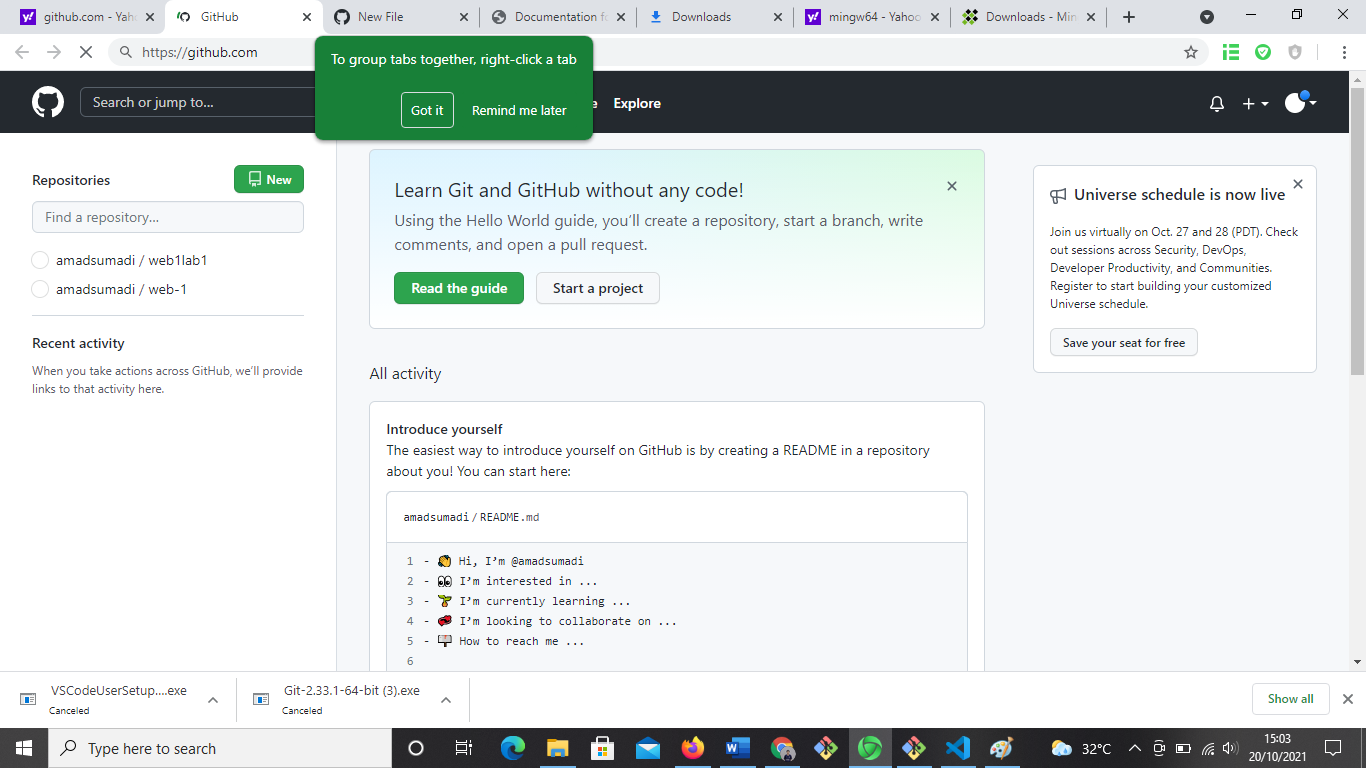 github.com - Yah
GitHub
New File
Documentation fo
Downloads
mingw64 - Yahoo
Downloads - Min
https://github.com
To group tabs together, right-click a tab
Got it
Remind me later
Search or jump to...
Explore
Repositories
New
Find a repository...
amadsumadi / web1lab1
amadsumadi / web-1
Recent activity
When you take actions across GitHub, we'll provide
links to that activity here.
Learn Git and GitHub without any code!
Using the Hello World guide, you'll create a repository, start a branch, write
comments, and open a pull request.
Read the guide
Start a project
All activity
Introduce yourself
The easiest way to introduce yourself on GitHub is by creating a README in a repository
about you! You can start here:
amadsumadi / README.md
1 - 👋 Hi, I'm @amadsumadi
2 - 👀 I'm interested in ...
3 - 🌱 I'm currently learning ...
4 - 💞️ I'm looking to collaborate on ...
5 - 📫 How to reach me ...
6
Universe schedule is now live
Join us virtually on Oct. 27 and 28 (PDT). Check
out sessions across Security, DevOps,
Developer Productivity, and Communities.
Register to start building your customized
Universe schedule.
Save your seat for free
VSCodeUserSetup....exe
Canceled
Git-2.33.1-64-bit (3).exe
Canceled
Show all
Type here to search
32°C
15:03
20/10/2021